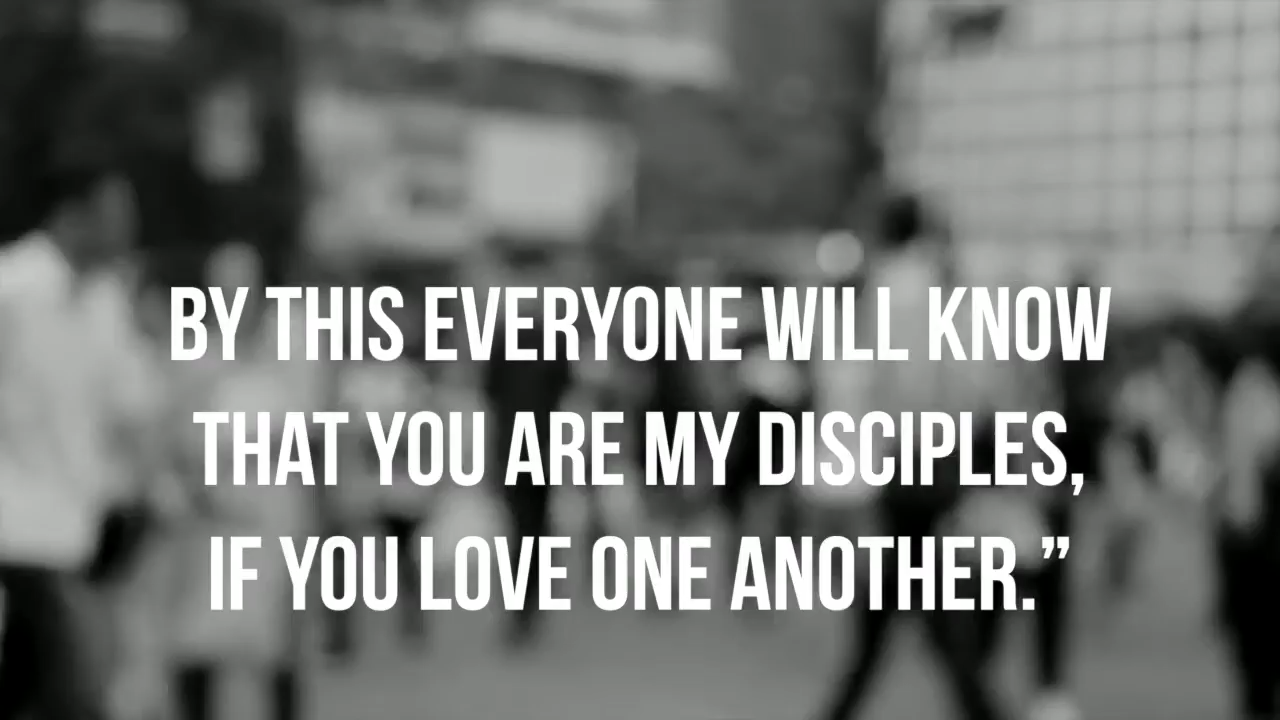 BY THIS EVERYONE WILL KNOW
THAT YOU ARE MY DISCIPLES,
IF YOU LOVE ONE ANOTHER.”